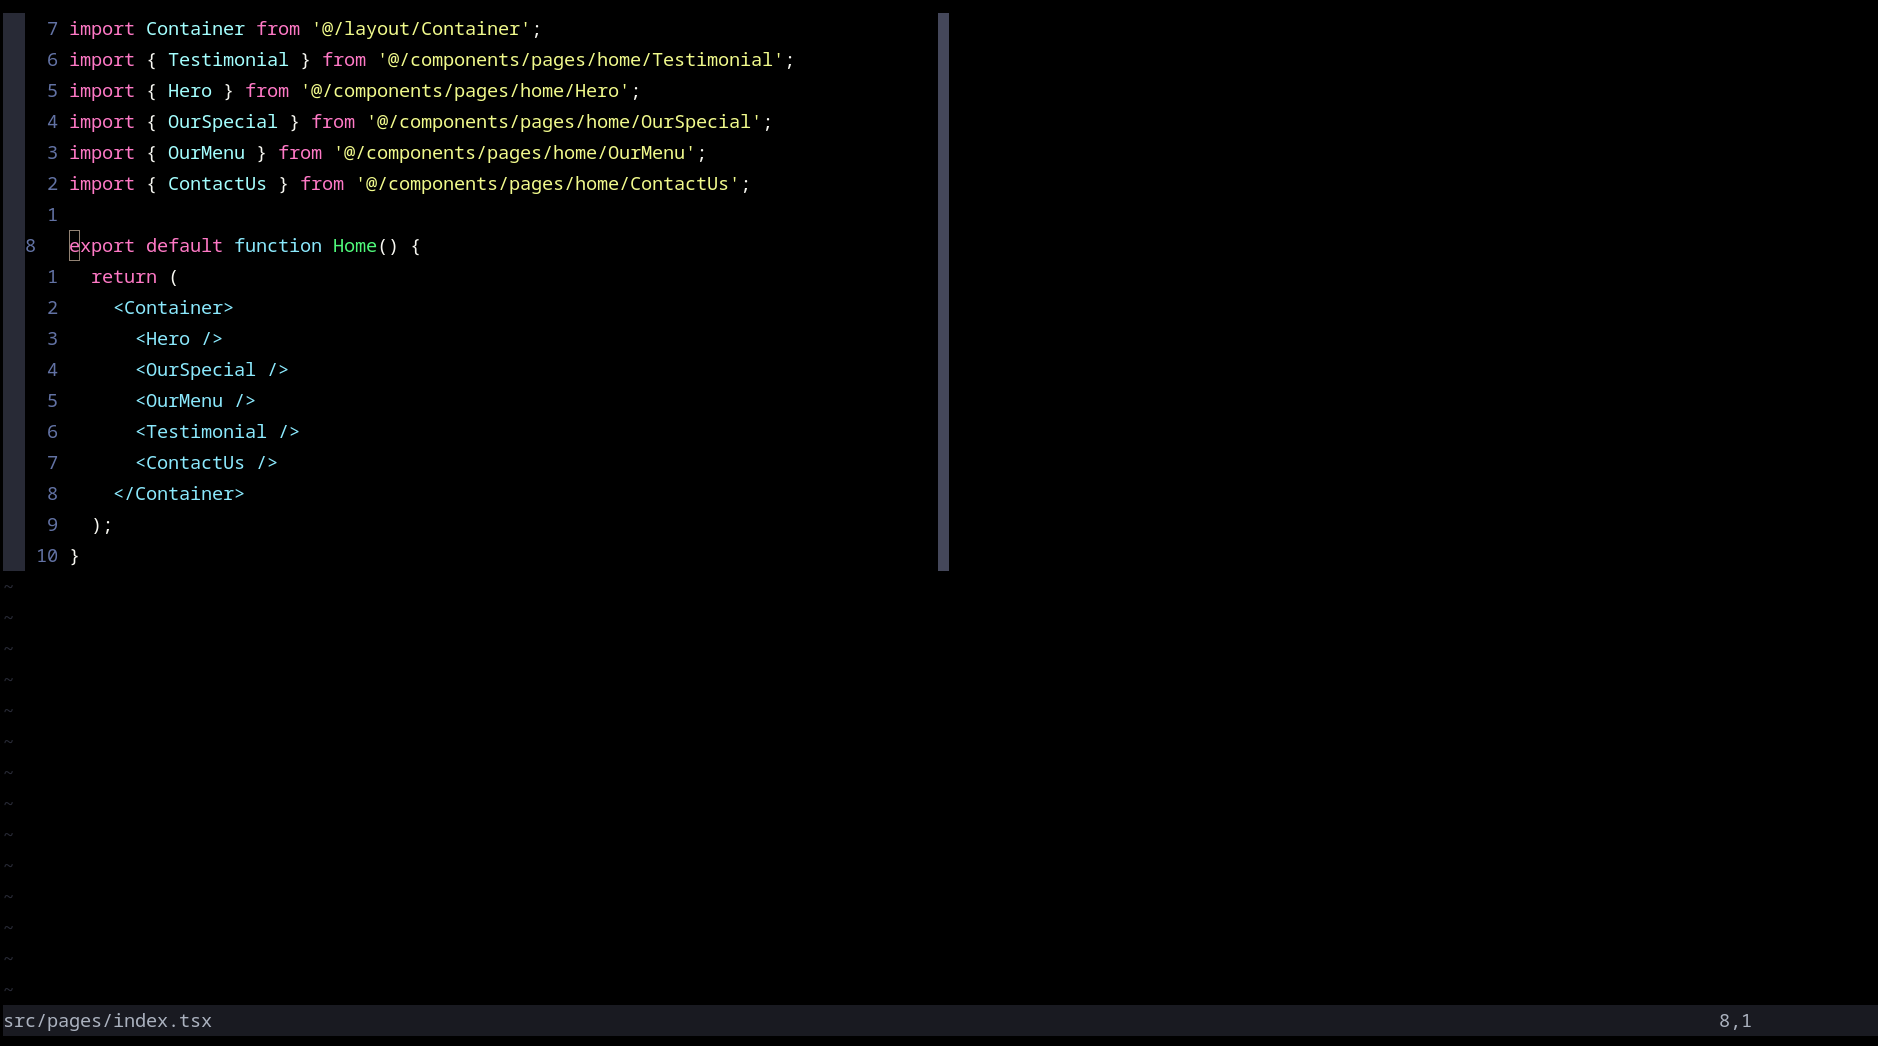 7 import Container from '@/layout/Container';
6 import { Testimonial } from '@/components/pages/home/Testimonial';
5 import { Hero } from '@/components/pages/home/Hero';
4 import { OurSpecial } from '@/components/pages/home/OurSpecial';
3 import { OurMenu } from '@/components/pages/home/OurMenu';
2 import { ContactUs } from '@/components/pages/home/ContactUs';
1
8 export default function Home() {
1   return (
2     <Container>
3       <Hero />
4       <OurSpecial />
5       <OurMenu />
6       <Testimonial />
7       <ContactUs />
8     </Container>
9   );
10 }
~
~
~
~
~
~
~
~
~
~
~
~
~
~
src/pages/index.tsx 8,1